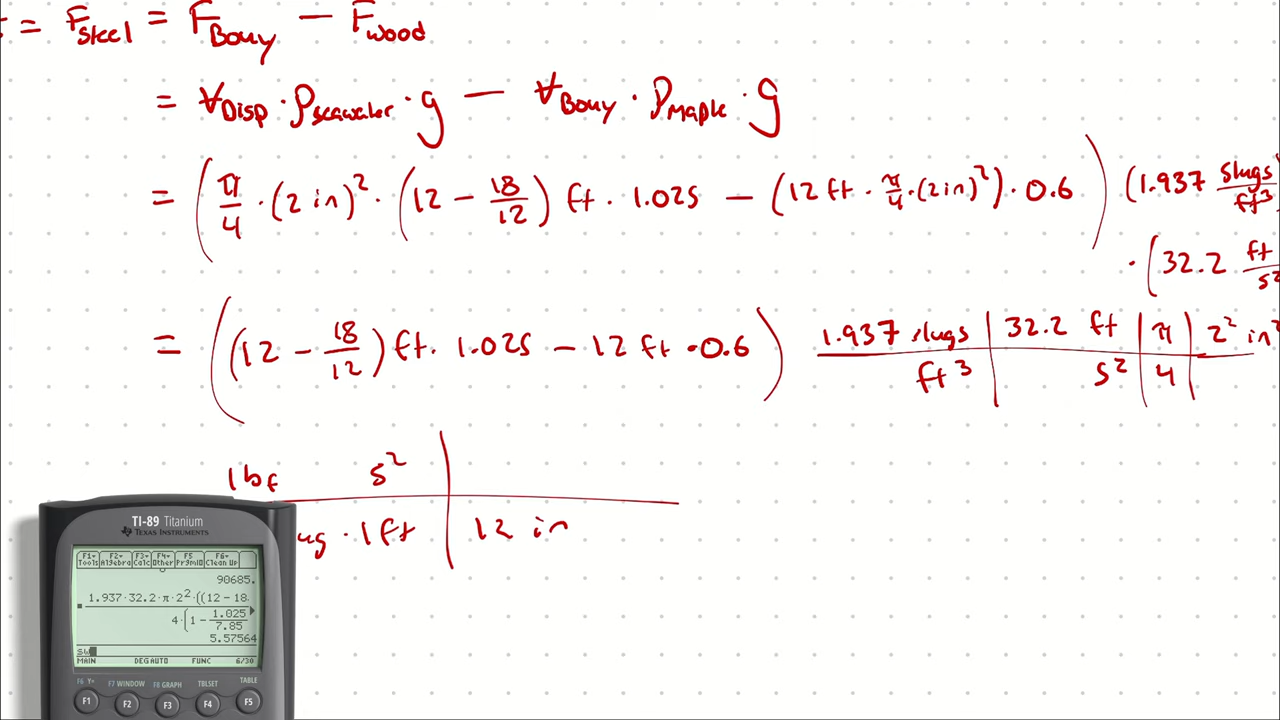 = F_Steel = F_Bouy − F_Wood
= ∀_Disp · ρ_seawater · g − ∀_Bouy · ρ_Maple · g
= (π/4 · (2 in)² · (12 − 18/12) ft · 1.025 − (12 ft · π/4 · (2 in)²) · 0.6) (1.937 slugs/ft³
· (32.2 ft/s²
= ((12 − 18/12) ft · 1.025 − 12 ft · 0.6) 1.937 slugs | 32.2 ft | π | 2² in²
ft³ | s² | 4 |
lbf s² |
ug · 1 ft | 12 in
TI-89 Titanium
TEXAS INSTRUMENTS
F1 F2 F3 F4 F5 F6
Tools Algebra Calc Other PrgmIO Clean Up
90685.
1.937·32.2·π·2²·((12 − 18
4·(1 − 1.025/7.85
5.57564
sw
MAIN DEG AUTO FUNC 6/30
F6 Y= F7 WINDOW F8 GRAPH TBLSET TABLE
F1 F2 F3 F4 F5